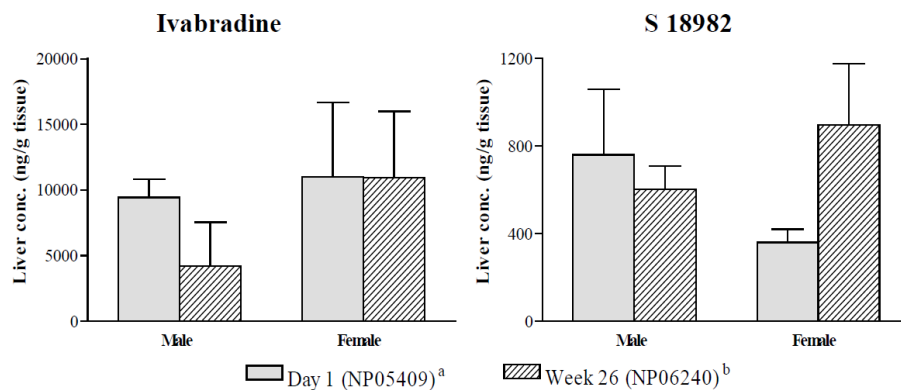 Ivabradine
S 18982
Liver conc. (ng/g tissue)
20000
15000
10000
5000
0
Male
Female
Liver conc. (ng/g tissue)
1200
800
400
0
Male
Female
Day 1 (NP05409)a
Week 26 (NP06240)b